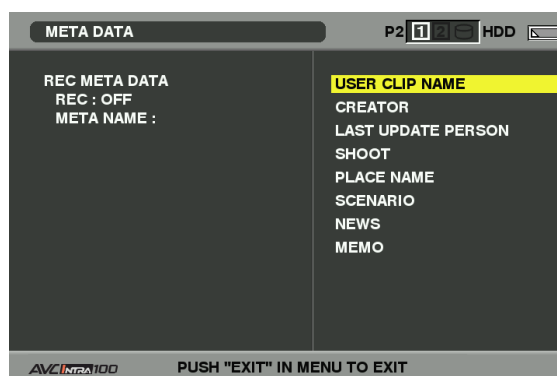 META DATA
P2 1 2 HDD
REC META DATA
REC : OFF
META NAME :
USER CLIP NAME
CREATOR
LAST UPDATE PERSON
SHOOT
PLACE NAME
SCENARIO
NEWS
MEMO
AVC INTRA 100
PUSH "EXIT" IN MENU TO EXIT